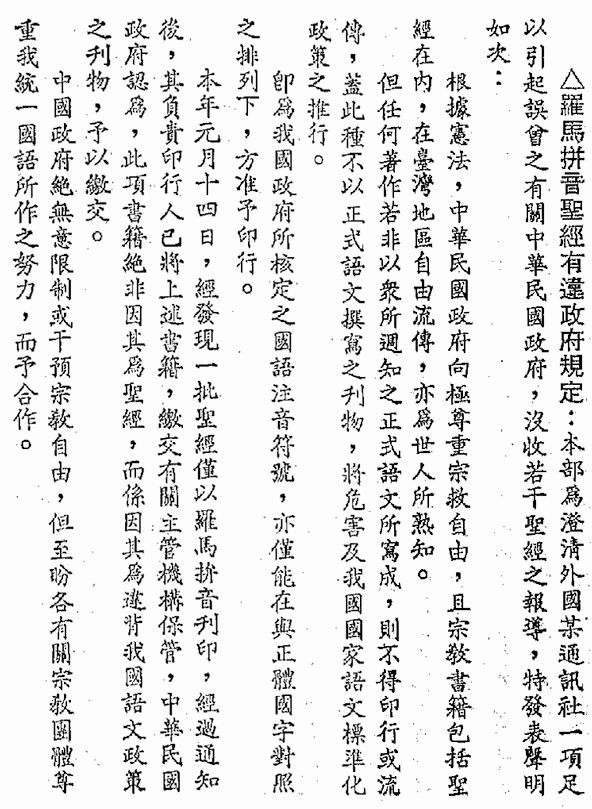 △羅馬拼音聖經有違政府規定：本部爲澄清外國某通訊社一項足
以引起誤會之有關中華民國政府，沒收若干聖經之報導，特發表聲明
如次：
根據憲法，中華民國政府向極尊重宗教自由，且宗教書籍包括聖
經在內，在臺灣地區自由流傳，亦爲世人所熟知。
但任何著作若非以衆所週知之正式語文所寫成，則不得印行或流
傳，蓋此種不以正式語文撰寫之刊物，將危害及我國國家語文標準化
政策之推行。
卽爲我國政府所核定之國語注音符號，亦僅能在與正體國字對照
之排列下，方准予印行。
本年元月十四日，經發現一批聖經僅以羅馬拚音刊印，經過通知
後，其負責印行人已將上述書籍，繳交有關主管機構保管，中華民國
政府認爲，此項書籍絶非因其爲聖經，而係因其爲違背我國語文政策
之刊物，予以繳交。
中國政府絶無意限制或干預宗教自由，但至盼各有關宗教團體尊
重我統一國語所作之努力，而予合作。